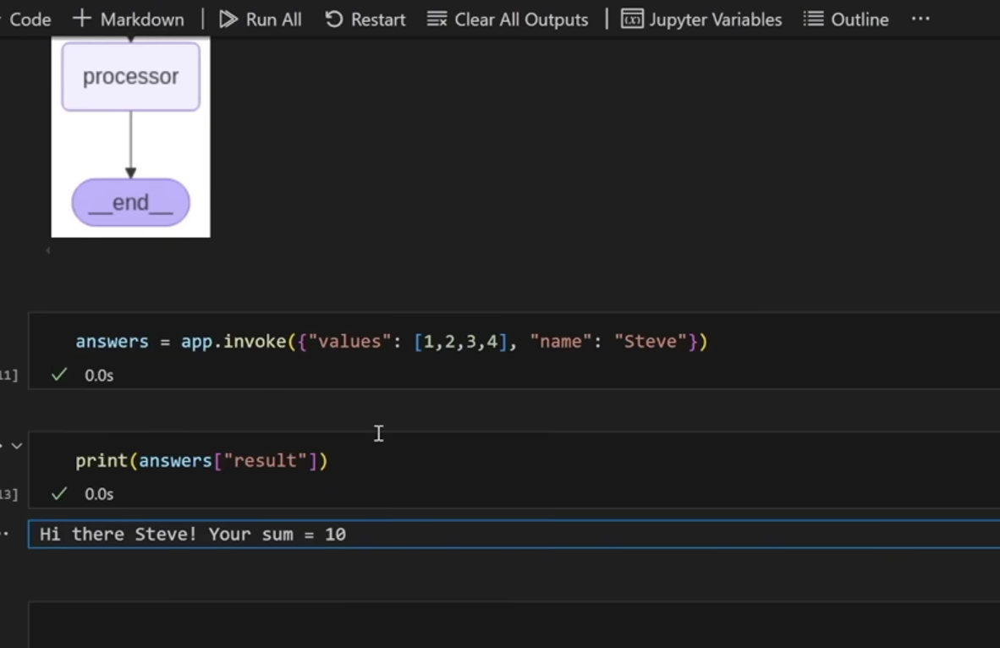 Code + Markdown Run All Restart Clear All Outputs Jupyter Variables Outline ...
processor
__end__
answers = app.invoke({"values": [1,2,3,4], "name": "Steve"})
11] 0.0s
print(answers["result"])
13] 0.0s
Hi there Steve! Your sum = 10